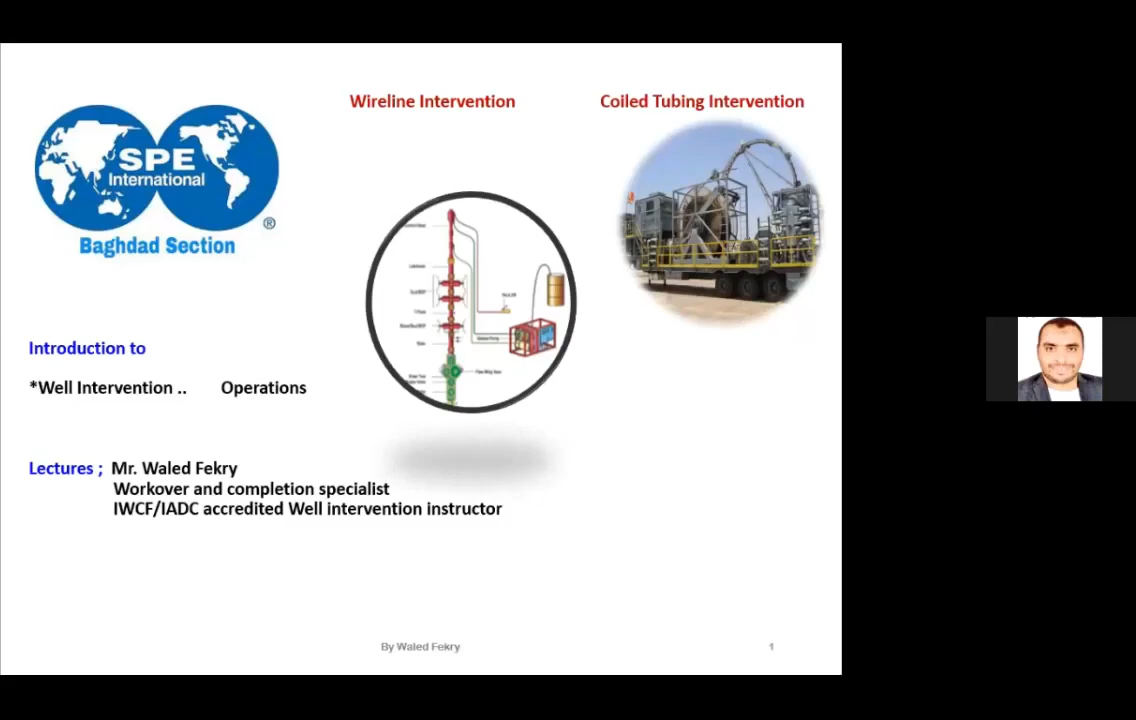 Wireline Intervention
Coiled Tubing Intervention
SPE
International
®
Baghdad Section
Introduction to
*Well Intervention .. Operations
Lectures ; Mr. Waled Fekry
Workover and completion specialist
IWCF/IADC accredited Well intervention instructor
By Waled Fekry
1